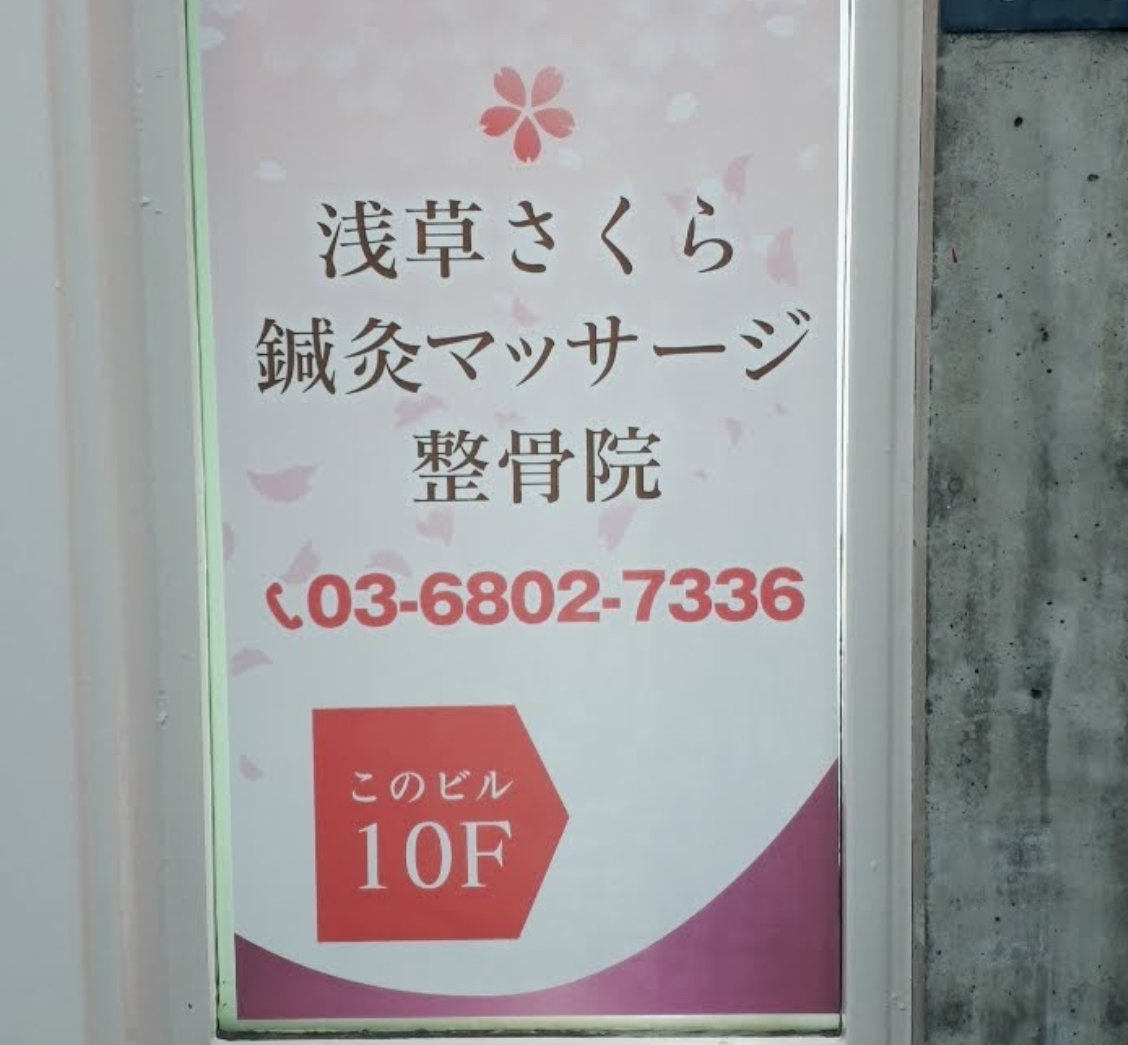 浅草さくら
鍼灸マッサージ
整骨院
03-6802-7336
このビル
10F